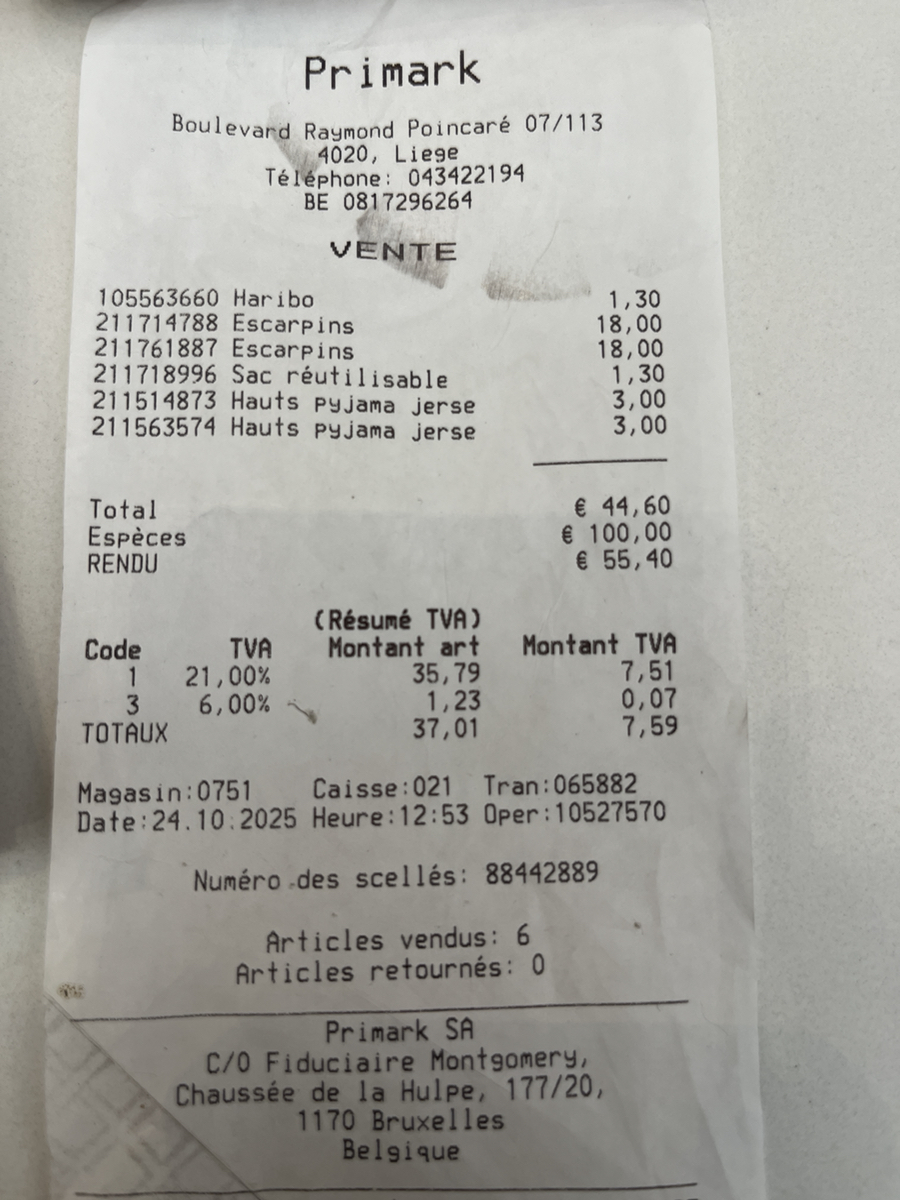 Primark
Boulevard Raymond Poincaré 07/113
4020, Liege
Téléphone: 043422194
BE 0817296264
VENTE
105563660 Haribo 1,30
211714788 Escarpins 18,00
211761887 Escarpins 18,00
211718996 Sac réutilisable 1,30
211514873 Hauts pyjama jerse 3,00
211563574 Hauts pyjama jerse 3,00
Total € 44,60
Espèces € 100,00
RENDU € 55,40
(Résumé TVA)
Code TVA Montant art Montant TVA
1 21,00% 35,79 7,51
3 6,00% 1,23 0,07
TOTAUX 37,01 7,59
Magasin:0751 Caisse:021 Tran:065882
Date:24.10.2025 Heure:12:53 Oper:10527570
Numéro des scellés: 88442889
Articles vendus: 6
Articles retournés: 0
Primark SA
C/O Fiduciaire Montgomery,
Chaussée de la Hulpe, 177/20,
1170 Bruxelles
Belgique